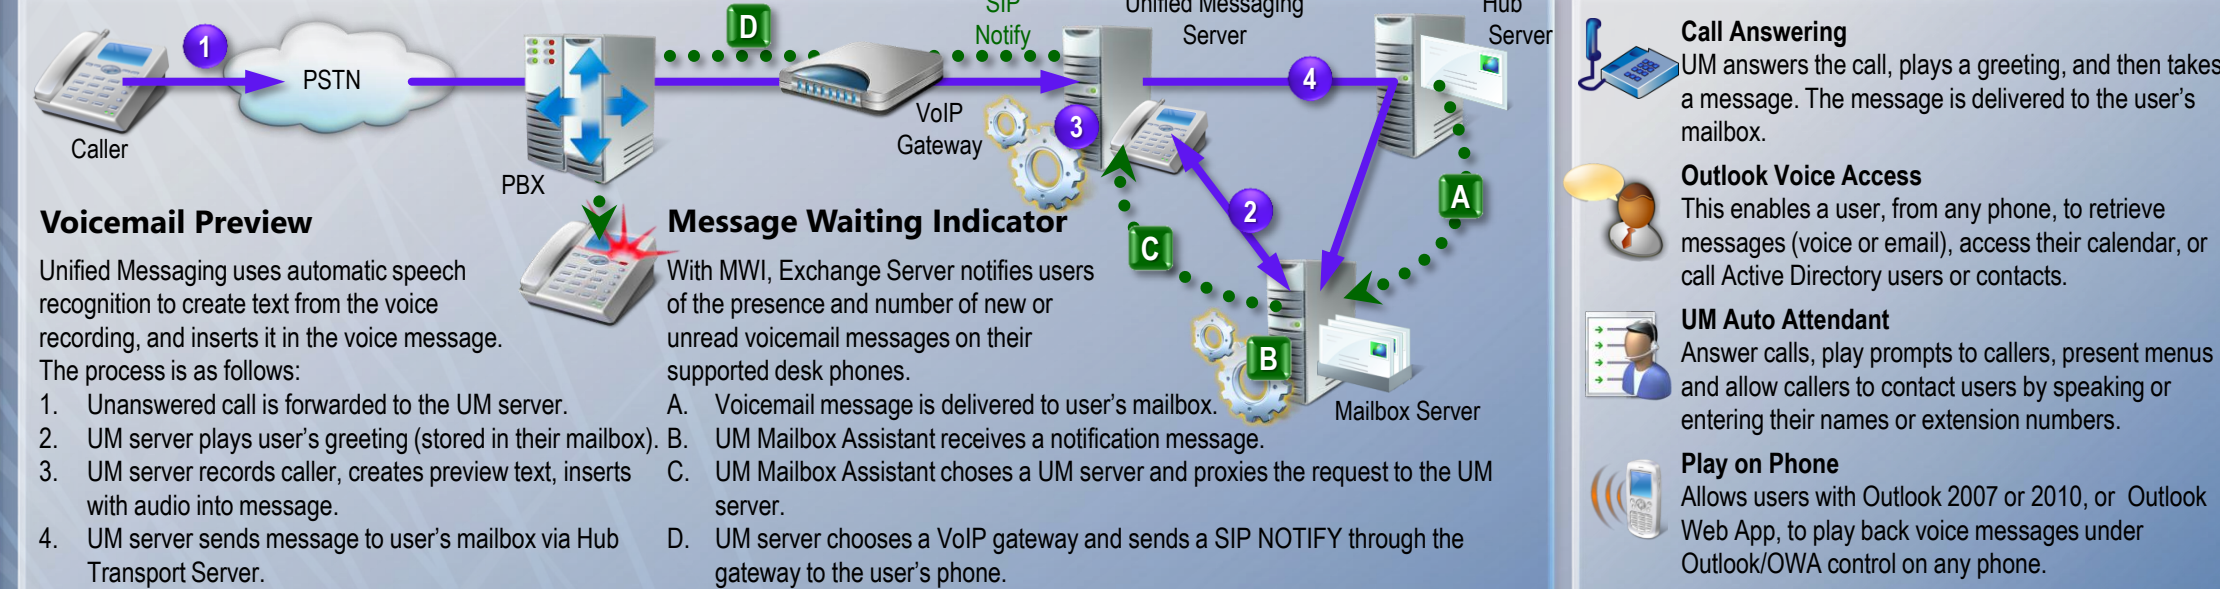 SIP
Notify
Unified Messaging
Server
Hub
Server
D
1
PSTN
4
VoIP
Gateway
3
Caller
PBX
A
2
C
B
Mailbox Server
Voicemail Preview
Unified Messaging uses automatic speech
recognition to create text from the voice
recording, and inserts it in the voice message.
The process is as follows:
1. Unanswered call is forwarded to the UM server.
2. UM server plays user's greeting (stored in their mailbox).
3. UM server records caller, creates preview text, inserts
with audio into message.
4. UM server sends message to user's mailbox via Hub
Transport Server.
Message Waiting Indicator
With MWI, Exchange Server notifies users
of the presence and number of new or
unread voicemail messages on their
supported desk phones.
A. Voicemail message is delivered to user's mailbox.
B. UM Mailbox Assistant receives a notification message.
C. UM Mailbox Assistant choses a UM server and proxies the request to the UM
server.
D. UM server chooses a VoIP gateway and sends a SIP NOTIFY through the
gateway to the user's phone.
Call Answering
UM answers the call, plays a greeting, and then takes
a message. The message is delivered to the user's
mailbox.
Outlook Voice Access
This enables a user, from any phone, to retrieve
messages (voice or email), access their calendar, or
call Active Directory users or contacts.
UM Auto Attendant
Answer calls, play prompts to callers, present menus
and allow callers to contact users by speaking or
entering their names or extension numbers.
Play on Phone
Allows users with Outlook 2007 or 2010, or Outlook
Web App, to play back voice messages under
Outlook/OWA control on any phone.